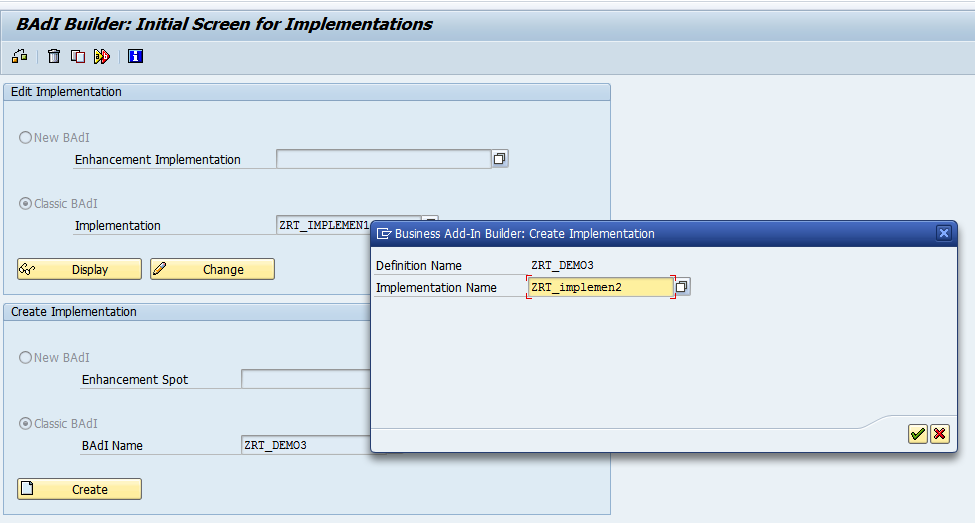 BAdI Builder: Initial Screen for Implementations
Edit Implementation
New BAdI
Enhancement Implementation
Classic BAdI
Implementation ZRT_IMPLEMEN1
Display Change
Create Implementation
New BAdI
Enhancement Spot
Classic BAdI
BAdI Name ZRT_DEMO3
Create
Business Add-In Builder: Create Implementation
Definition Name ZRT_DEMO3
Implementation Name ZRT_implemen2